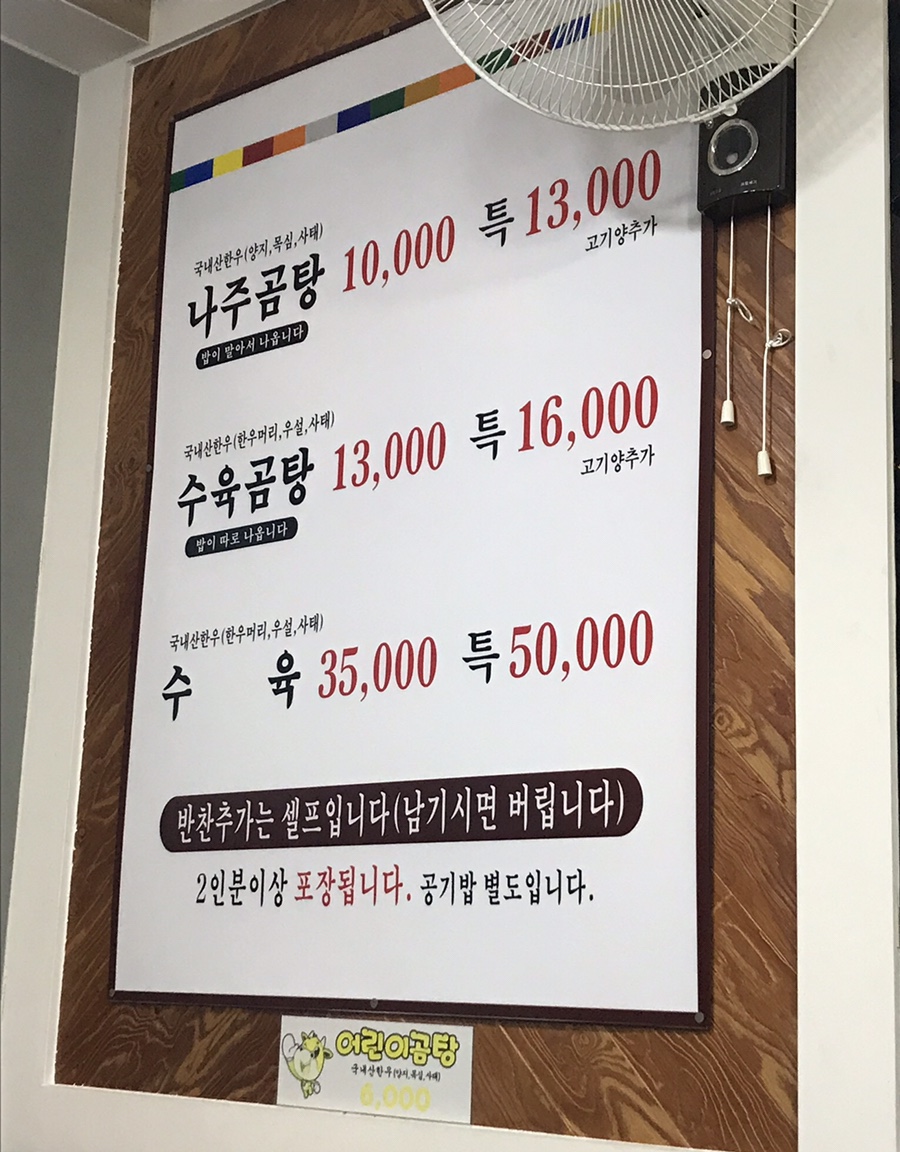 국내산한우(양지,목심,사태)
나주곰탕 10,000 특 13,000
고기양추가
밥이 말아서 나옵니다
국내산한우(한우머리,우설,사태)
수육곰탕 13,000 특 16,000
고기양추가
밥이 따로 나옵니다
국내산한우(한우머리,우설,사태)
수 육 35,000 특 50,000
반찬추가는 셀프입니다(남기시면 버립니다)
2인분이상 포장됩니다. 공기밥 별도입니다.
어린이곰탕
국내산한우(양지,목심,사태)
6,000